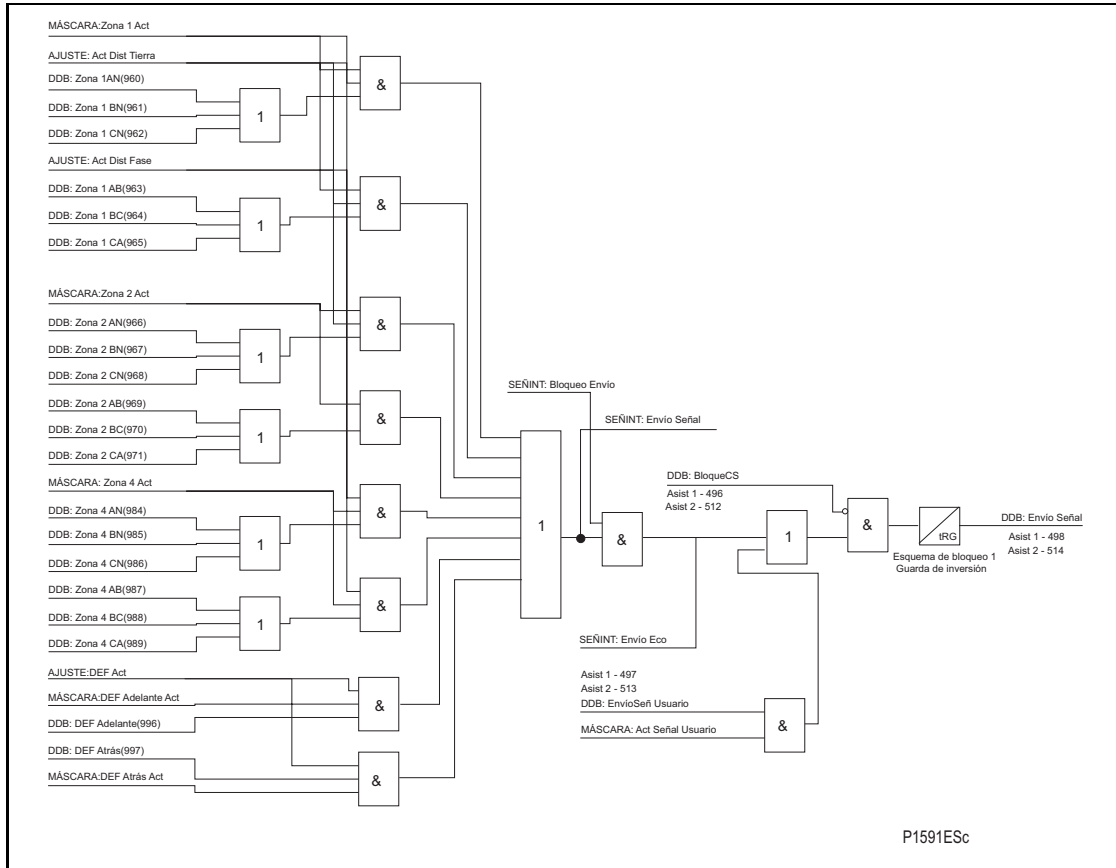 MÁSCARA:Zona 1 Act
AJUSTE: Act Dist Tierra
DDB: Zona 1AN(960)
DDB: Zona 1 BN(961)
DDB: Zona 1 CN(962)
1
&
AJUSTE: Act Dist Fase
DDB: Zona 1 AB(963)
DDB: Zona 1 BC(964)
DDB: Zona 1 CA(965)
1
&
MÁSCARA:Zona 2 Act
DDB: Zona 2 AN(966)
DDB: Zona 2 BN(967)
DDB: Zona 2 CN(968)
1
&
DDB: Zona 2 AB(969)
DDB: Zona 2 BC(970)
DDB: Zona 2 CA(971)
1
&
MÁSCARA: Zona 4 Act
DDB: Zona 4 AN(984)
DDB: Zona 4 BN(985)
DDB: Zona 4 CN(986)
1
&
DDB: Zona 4 AB(987)
DDB: Zona 4 BC(988)
DDB: Zona 4 CA(989)
1
&
AJUSTE:DEF Act
MÁSCARA:DEF Adelante Act
DDB: DEF Adelante(996)
&
DDB: DEF Atrás(997)
MÁSCARA:DEF Atrás Act
&
1
SEÑINT: Bloqueo Envío
SEÑINT: Envío Señal
&
SEÑINT: Envío Eco
DDB: BloqueCS
Asist 1 - 496
Asist 2 - 512
1
Asist 1 - 497
Asist 2 - 513
DDB: EnvíoSeñ Usuario
MÁSCARA: Act Señal Usuario
&
&
tRG
Esquema de bloqueo 1
Guarda de inversión
DDB: Envío Señal
Asist 1 - 498
Asist 2 - 514
P1591ESc